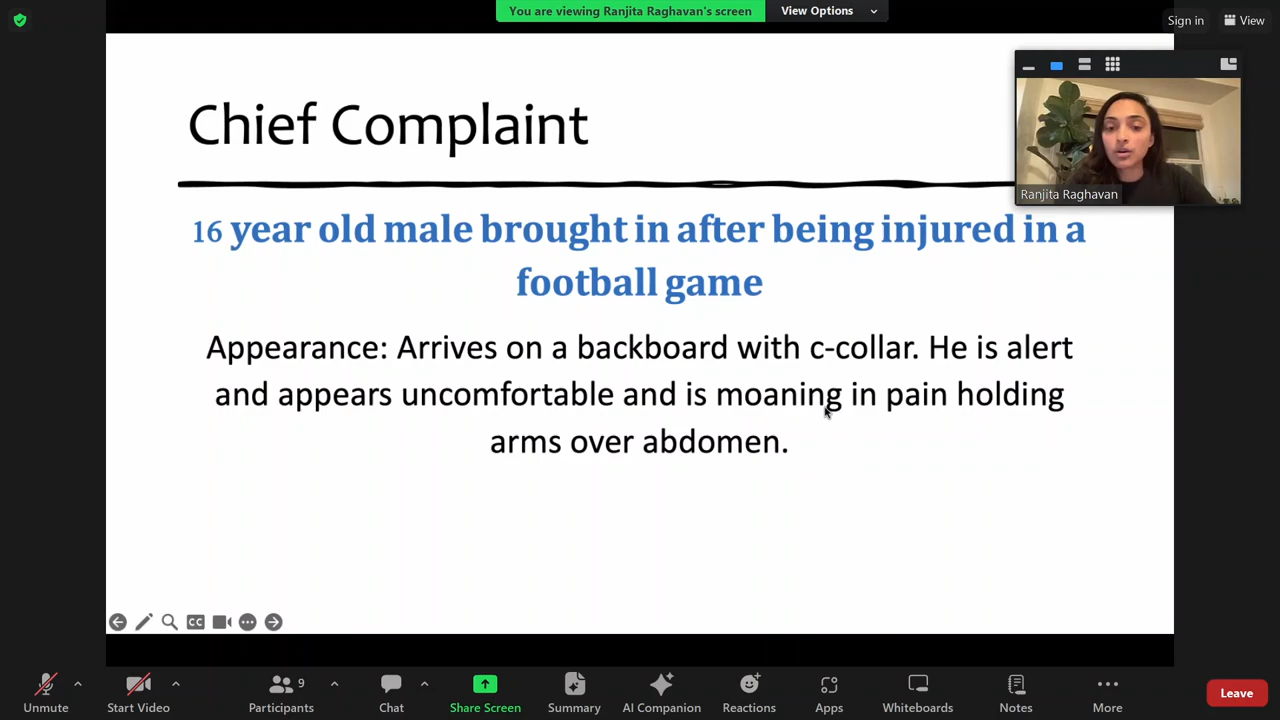 You are viewing Ranjita Raghavan's screen
View Options
Sign in
View
Chief Complaint
Ranjita Raghavan
16 year old male brought in after being injured in a
football game
Appearance: Arrives on a backboard with c-collar. He is alert
and appears uncomfortable and is moaning in pain holding
arms over abdomen.
CC
9
Unmute
Start Video
Participants
Chat
Share Screen
Summary
AI Companion
Reactions
Apps
Whiteboards
Notes
More
Leave